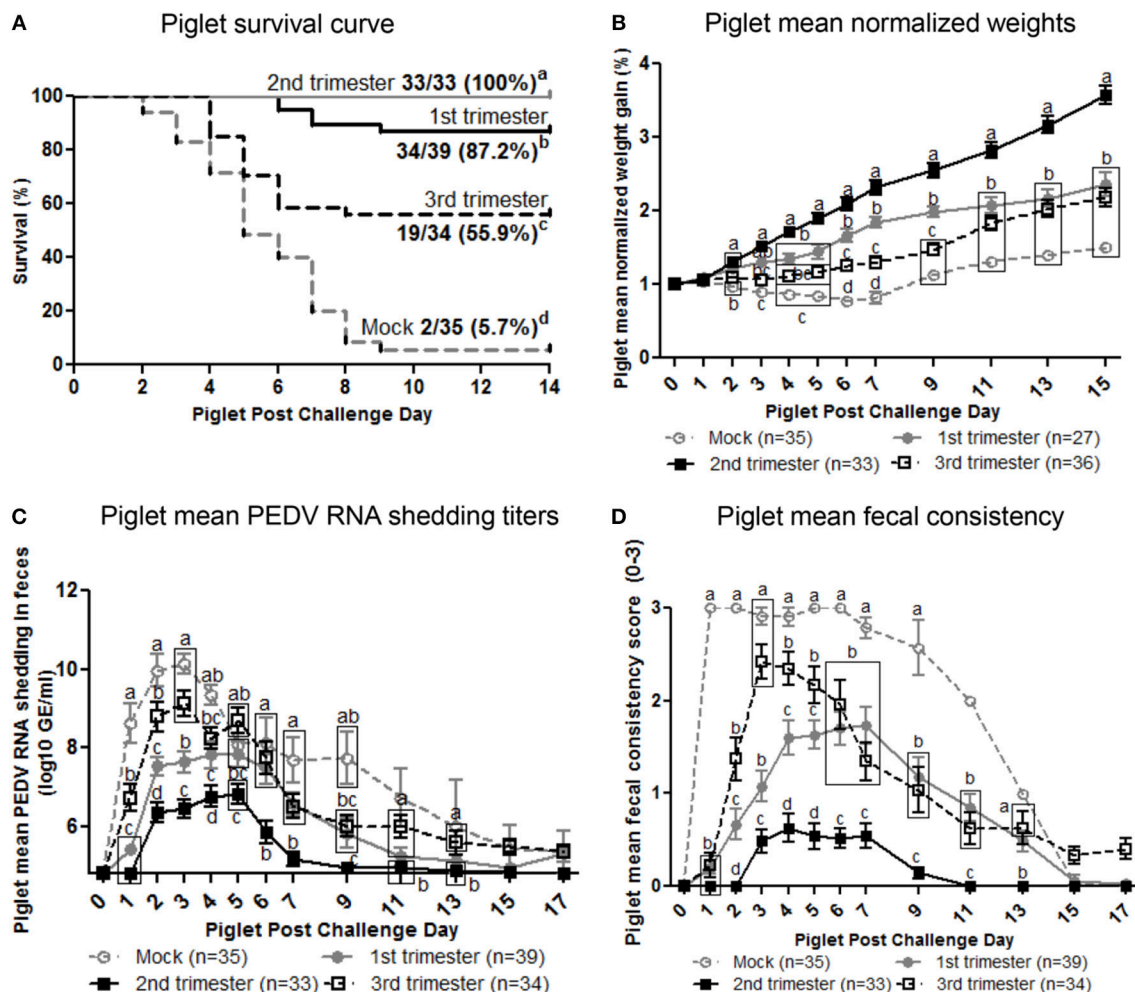 A Piglet survival curve
2nd trimester 33/33 (100%)a
1st trimester
34/39 (87.2%)b
3rd trimester
19/34 (55.9%)c
Mock 2/35 (5.7%)d
Survival (%)
100
80
60
40
20
0
0 2 4 6 8 10 12 14
Piglet Post Challenge Day
B Piglet mean normalized weights
Piglet mean normalized weight gain (%)
4
3
2
1
0
a a a a a a a a a a
ab b b b b b b b
bc bc c c c
b c c d d
0 1 2 3 4 5 6 7 9 11 13 15
Piglet Post Challenge Day
Mock (n=35) 1st trimester (n=27)
2nd trimester (n=33) 3rd trimester (n=36)
C Piglet mean PEDV RNA shedding titers
Piglet mean PEDV RNA shedding in feces
(log10 GE/ml)
12
10
8
6
a a a ab ab a a ab a a
b b bc bc bc
c b c c
d c d c b b c b b
0 1 2 3 4 5 6 7 9 11 13 15 17
Piglet Post Challenge Day
Mock (n=35) 1st trimester (n=39)
2nd trimester (n=33) 3rd trimester (n=34)
D Piglet mean fecal consistency
Piglet mean fecal consistency score (0-3)
3
2
1
0
a a a a a a a a
b b b b b b b a
c b c c
d c d d c c c c b
0 1 2 3 4 5 6 7 9 11 13 15 17
Piglet Post Challenge Day
Mock (n=35) 1st trimester (n=39)
2nd trimester (n=33) 3rd trimester (n=34)